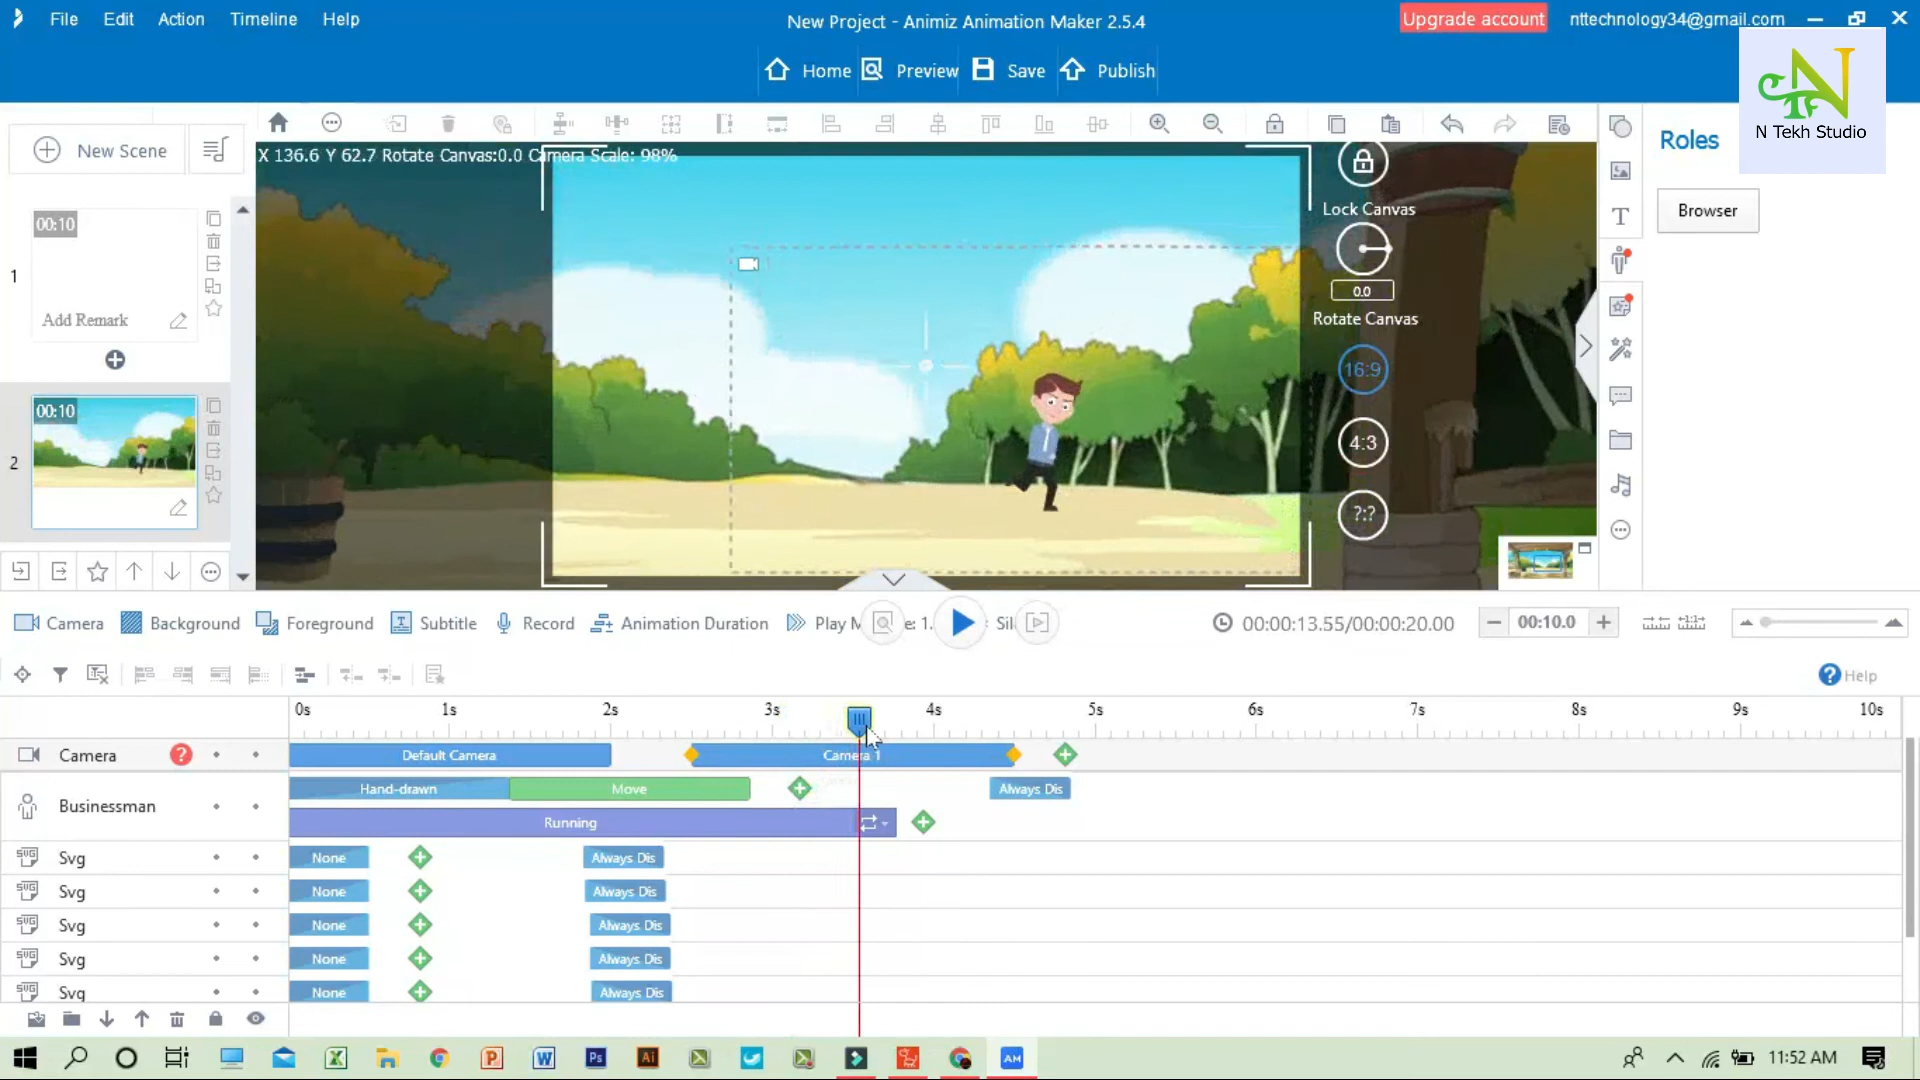 File Edit Action Timeline Help
New Project - Animiz Animation Maker 2.5.4
Upgrade account nttechnology34@gmail.com
Home Preview Save Publish
N Tekh Studio
New Scene
X 136.6 Y 62.7 Rotate Canvas:0.0 Camera Scale: 98%
Roles
Browser
Lock Canvas
0.0
Rotate Canvas
16:9
4:3
?:?
00:10
1
Add Remark
00:10
2
Camera Background Foreground Subtitle Record Animation Duration Play M e: 1. Sil
00:00:13.55/00:00:20.00
00:10.0
Help
0s 1s 2s 3s 4s 5s 6s 7s 8s 9s 10s
Camera ? Default Camera Camera 1
Businessman Hand-drawn Move Always Dis
Running
Svg None Always Dis
Svg None Always Dis
Svg None Always Dis
Svg None Always Dis
Svg None Always Dis
11:52 AM